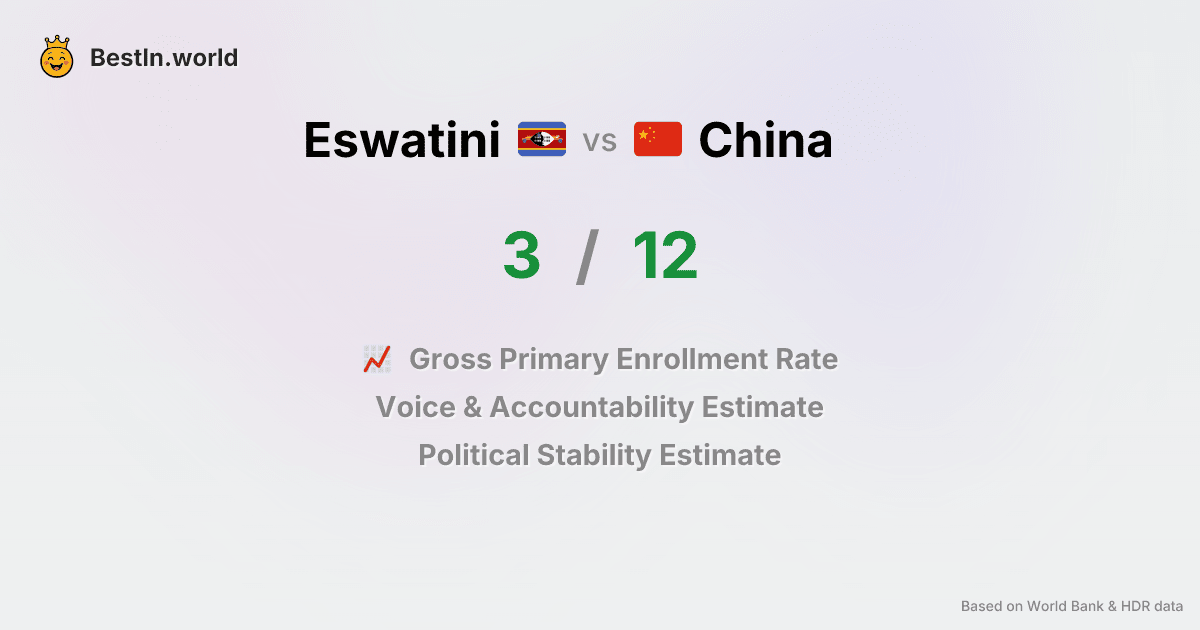 BestIn.world
Eswatini vs China
3 / 12
Gross Primary Enrollment Rate
Voice & Accountability Estimate
Political Stability Estimate
Based on World Bank & HDR data